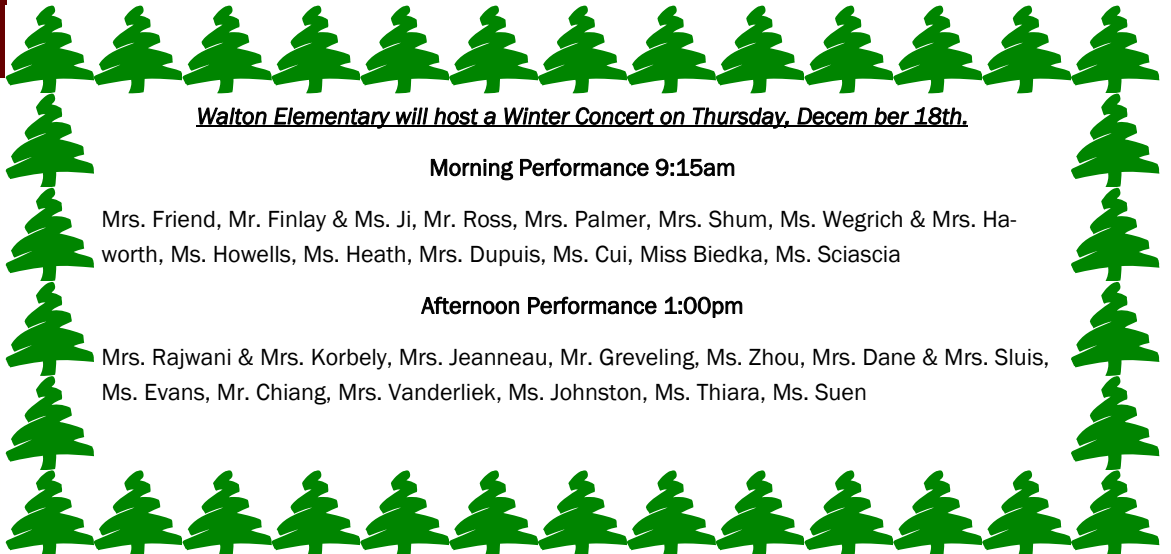 Walton Elementary will host a Winter Concert on Thursday, Decem ber 18th.
Morning Performance 9:15am
Mrs. Friend, Mr. Finlay & Ms. Ji, Mr. Ross, Mrs. Palmer, Mrs. Shum, Ms. Wegrich & Mrs. Ha-
worth, Ms. Howells, Ms. Heath, Mrs. Dupuis, Ms. Cui, Miss Biedka, Ms. Sciascia
Afternoon Performance 1:00pm
Mrs. Rajwani & Mrs. Korbely, Mrs. Jeanneau, Mr. Greveling, Ms. Zhou, Mrs. Dane & Mrs. Sluis,
Ms. Evans, Mr. Chiang, Mrs. Vanderliek, Ms. Johnston, Ms. Thiara, Ms. Suen